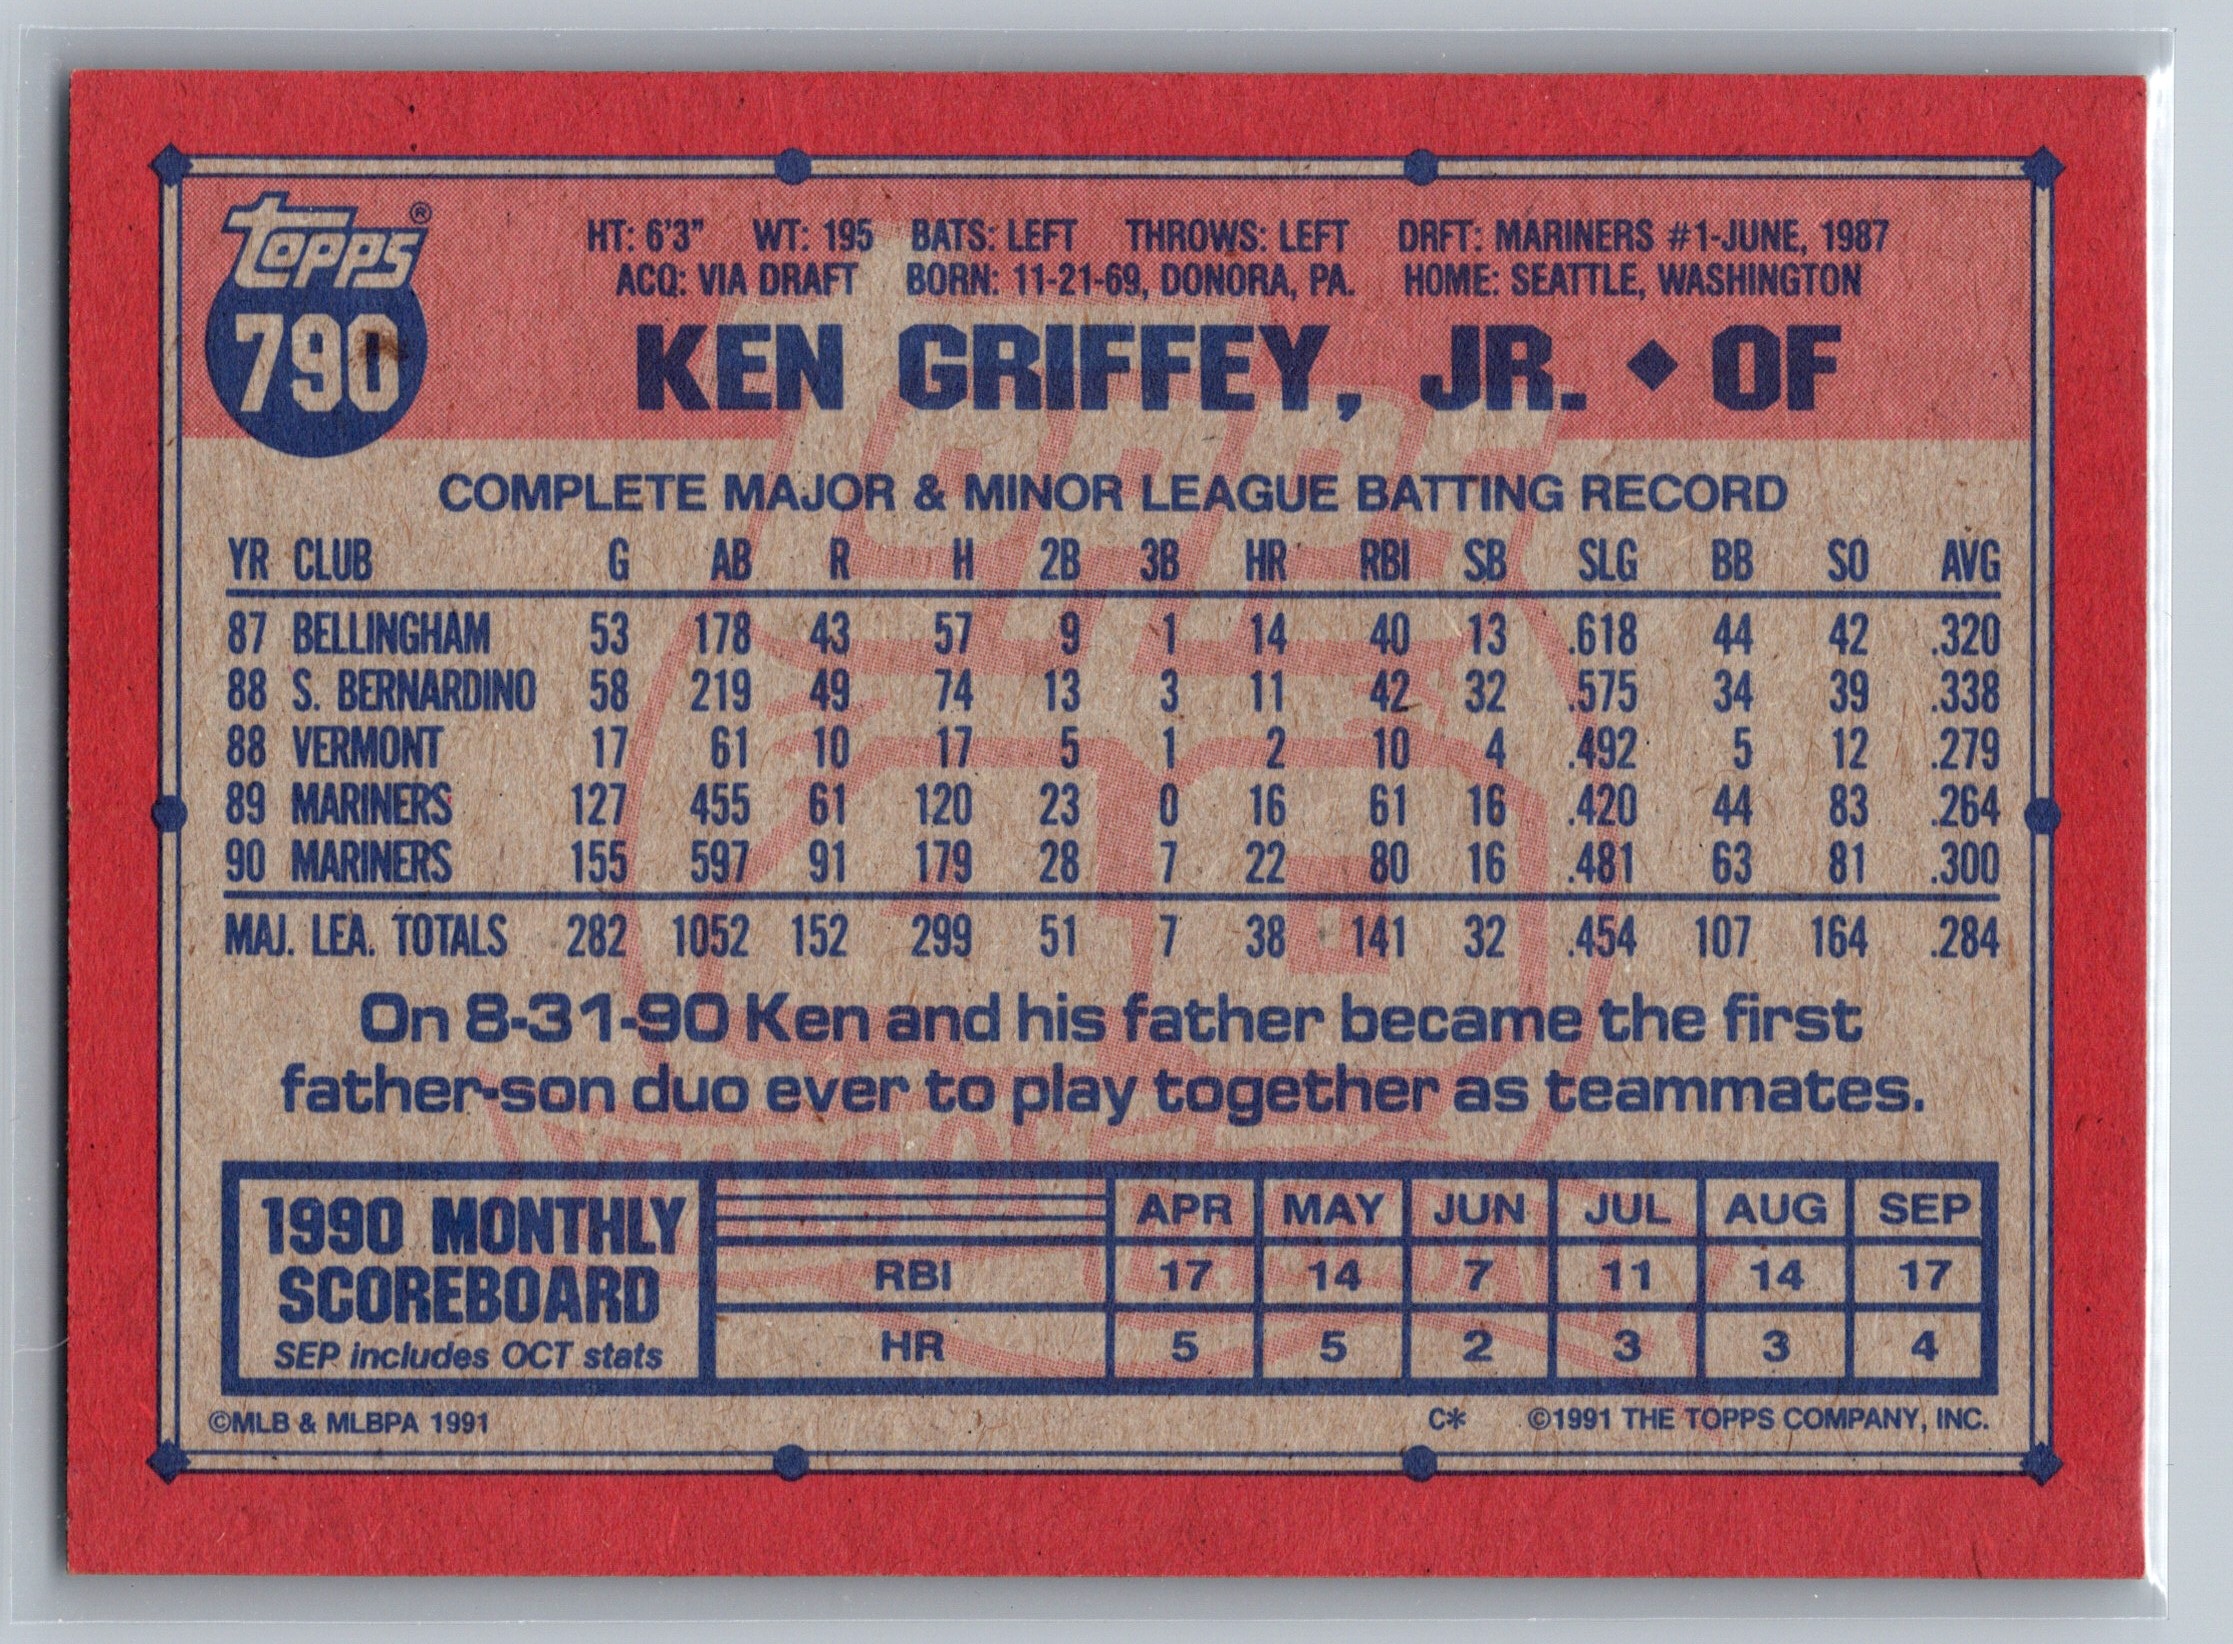 topps®
790
HT: 6'3" WT: 195 BATS: LEFT THROWS: LEFT DRFT: MARINERS #1-JUNE, 1987
ACQ: VIA DRAFT BORN: 11-21-69, DONORA, PA. HOME: SEATTLE, WASHINGTON
KEN GRIFFEY, JR. ◆ OF
COMPLETE MAJOR & MINOR LEAGUE BATTING RECORD
YR CLUB G AB R H 2B 3B HR RBI SB SLG BB SO AVG
87 BELLINGHAM 53 178 43 57 9 1 14 40 13 .618 44 42 .320
88 S. BERNARDINO 58 219 49 74 13 3 11 42 32 .575 34 39 .338
88 VERMONT 17 61 10 17 5 1 2 10 4 .492 5 12 .279
89 MARINERS 127 455 61 120 23 0 16 61 16 .420 44 83 .264
90 MARINERS 155 597 91 179 28 7 22 80 16 .481 63 81 .300
MAJ. LEA. TOTALS 282 1052 152 299 51 7 38 141 32 .454 107 164 .284
On 8-31-90 Ken and his father became the first
father-son duo ever to play together as teammates.
1990 MONTHLY
SCOREBOARD
SEP includes OCT stats
APR MAY JUN JUL AUG SEP
RBI 17 14 7 11 14 17
HR 5 5 2 3 3 4
©MLB & MLBPA 1991 C* ©1991 THE TOPPS COMPANY, INC.